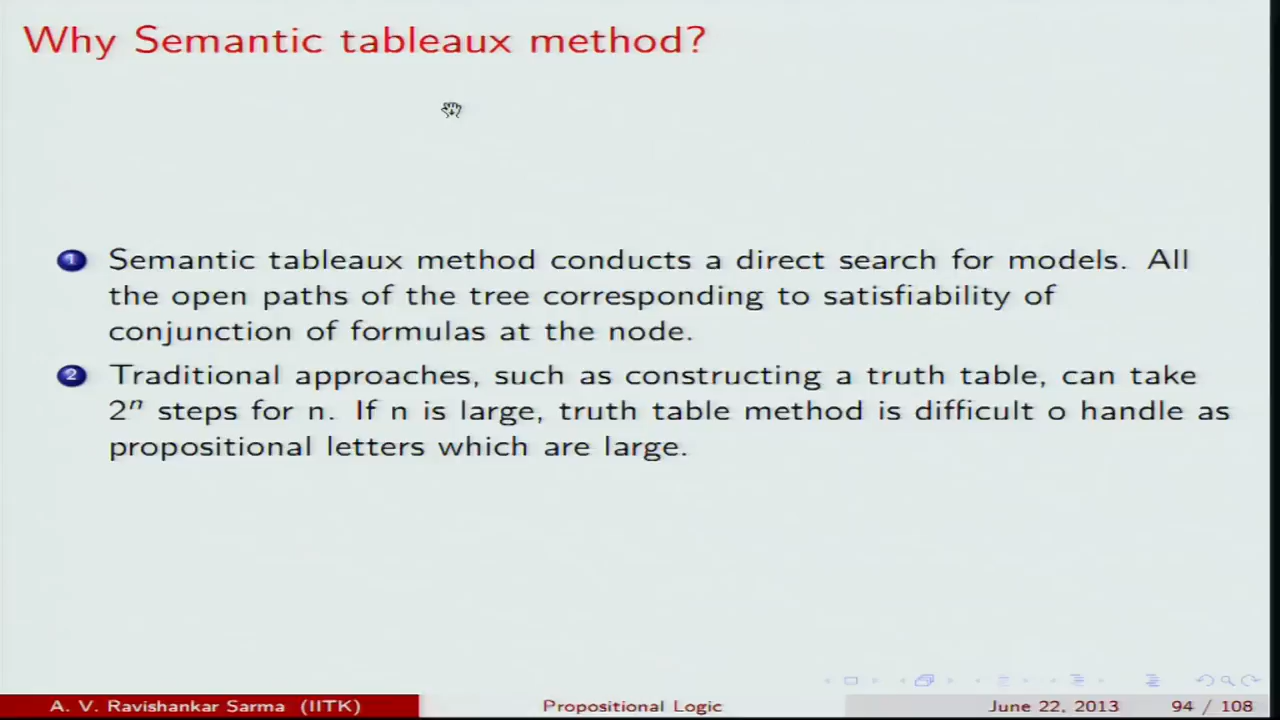 Why Semantic tableaux method?
1 Semantic tableaux method conducts a direct search for models. All
the open paths of the tree corresponding to satisfiability of
conjunction of formulas at the node.
2 Traditional approaches, such as constructing a truth table, can take
2ⁿ steps for n. If n is large, truth table method is difficult o handle as
propositional letters which are large.
A. V. Ravishankar Sarma (IITK) Propositional Logic June 22, 2013 94 / 108